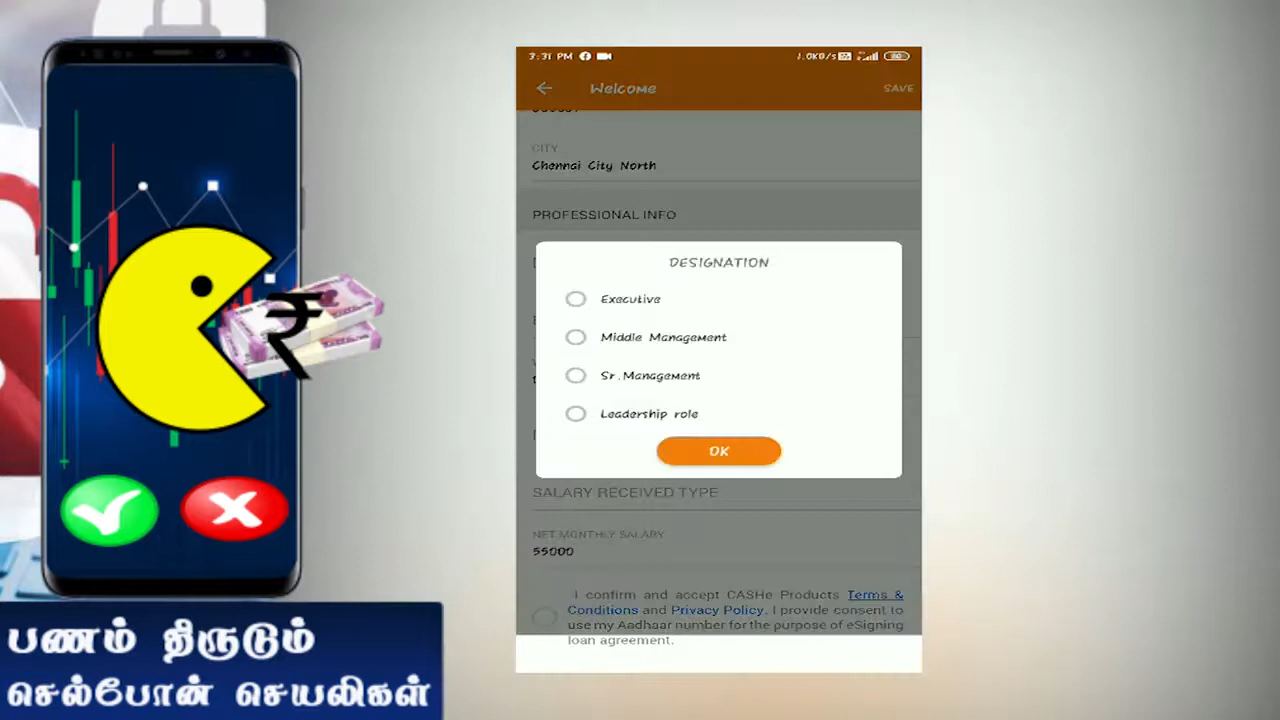 3:31 PM
1.0KB/s
Welcome
SAVE
CITY
Chennai City North
PROFESSIONAL INFO
DESIGNATION
Executive
Middle Management
Sr.Management
Leadership role
OK
SALARY RECEIVED TYPE
NET MONTHLY SALARY
55000
I confirm and accept CASHe Products Terms &
Conditions and Privacy Policy. I provide consent to
use my Aadhaar number for the purpose of eSigning
loan agreement.
₹
பணம் திருடும்
செல்போன் செயலிகள்